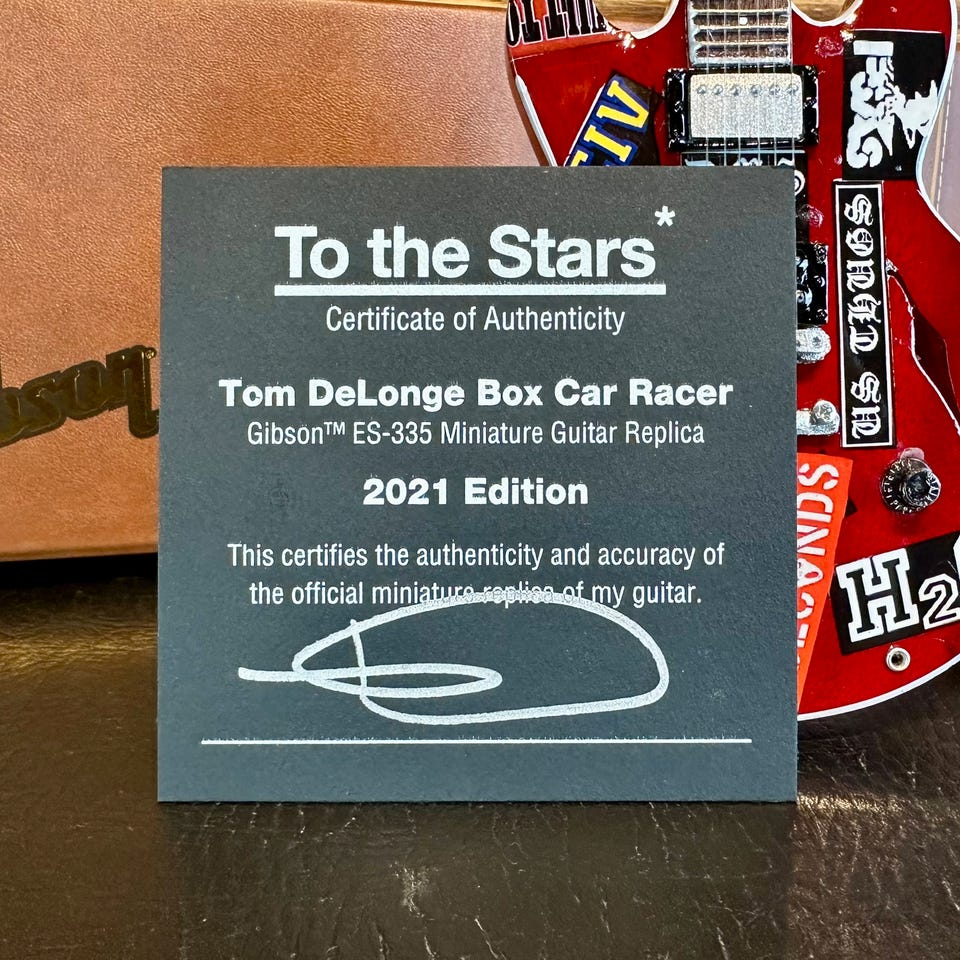 To the Stars*
Certificate of Authenticity
Tom DeLonge Box Car Racer
Gibson™ ES-335 Miniature Guitar Replica
2021 Edition
This certifies the authenticity and accuracy of
the official miniature replica of my guitar.
H2